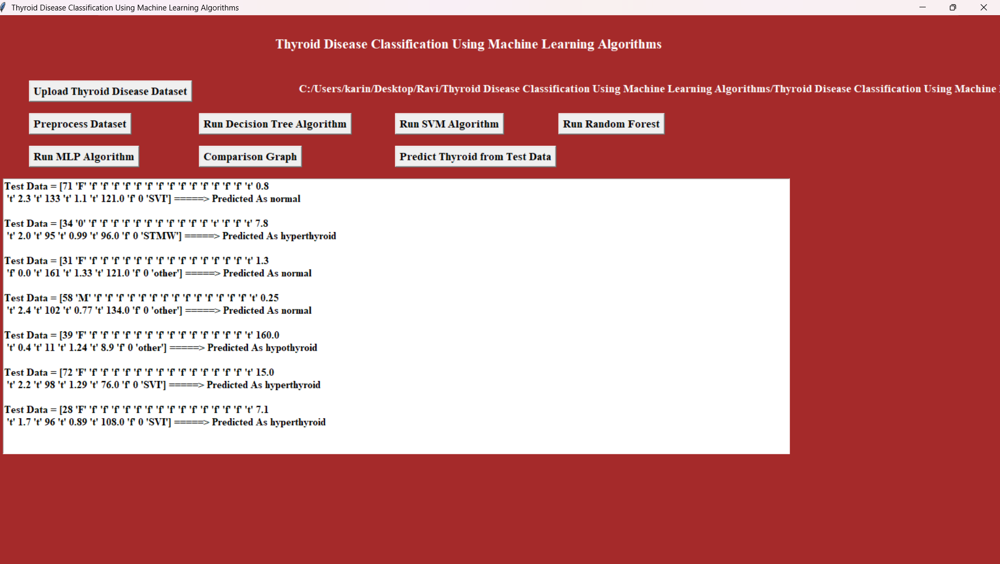 Thyroid Disease Classification Using Machine Learning Algorithms
Thyroid Disease Classification Using Machine Learning Algorithms
Upload Thyroid Disease Dataset
C:/Users/karin/Desktop/Ravi/Thyroid Disease Classification Using Machine Learning Algorithms/Thyroid Disease Classification Using Machine
Preprocess Dataset
Run Decision Tree Algorithm
Run SVM Algorithm
Run Random Forest
Run MLP Algorithm
Comparison Graph
Predict Thyroid from Test Data
Test Data = [71 'F' 'f' 'f' 'f' 'f' 'f' 'f' 'f' 'f' 'f' 'f' 'f' 'f' 'f' 'f' 't' 0.8
't' 2.3 't' 133 't' 1.1 't' 121.0 'f' 0 'SVI'] =====> Predicted As normal
Test Data = [34 '0' 'f' 'f' 'f' 'f' 'f' 'f' 'f' 'f' 'f' 'f' 'f' 't' 'f' 'f' 't' 7.8
't' 2.0 't' 95 't' 0.99 't' 96.0 'f' 0 'STMW'] =====> Predicted As hyperthyroid
Test Data = [31 'F' 'f' 'f' 'f' 'f' 'f' 'f' 'f' 'f' 'f' 'f' 'f' 'f' 'f' 'f' 't' 1.3
'f' 0.0 't' 161 't' 1.33 't' 121.0 'f' 0 'other'] =====> Predicted As normal
Test Data = [58 'M' 'f' 'f' 'f' 'f' 'f' 'f' 'f' 'f' 'f' 'f' 'f' 'f' 'f' 'f' 't' 0.25
't' 2.4 't' 102 't' 0.77 't' 134.0 'f' 0 'other'] =====> Predicted As normal
Test Data = [39 'F' 'f' 'f' 'f' 'f' 'f' 'f' 'f' 'f' 'f' 'f' 'f' 'f' 'f' 'f' 't' 160.0
't' 0.4 't' 11 't' 1.24 't' 8.9 'f' 0 'other'] =====> Predicted As hypothyroid
Test Data = [72 'F' 'f' 'f' 'f' 'f' 'f' 'f' 'f' 'f' 'f' 'f' 'f' 'f' 'f' 'f' 't' 15.0
't' 2.2 't' 98 't' 1.29 't' 76.0 'f' 0 'SVI'] =====> Predicted As hyperthyroid
Test Data = [28 'F' 'f' 'f' 'f' 'f' 'f' 'f' 'f' 'f' 'f' 'f' 'f' 'f' 'f' 'f' 't' 7.1
't' 1.7 't' 96 't' 0.89 't' 108.0 'f' 0 'SVI'] =====> Predicted As hyperthyroid